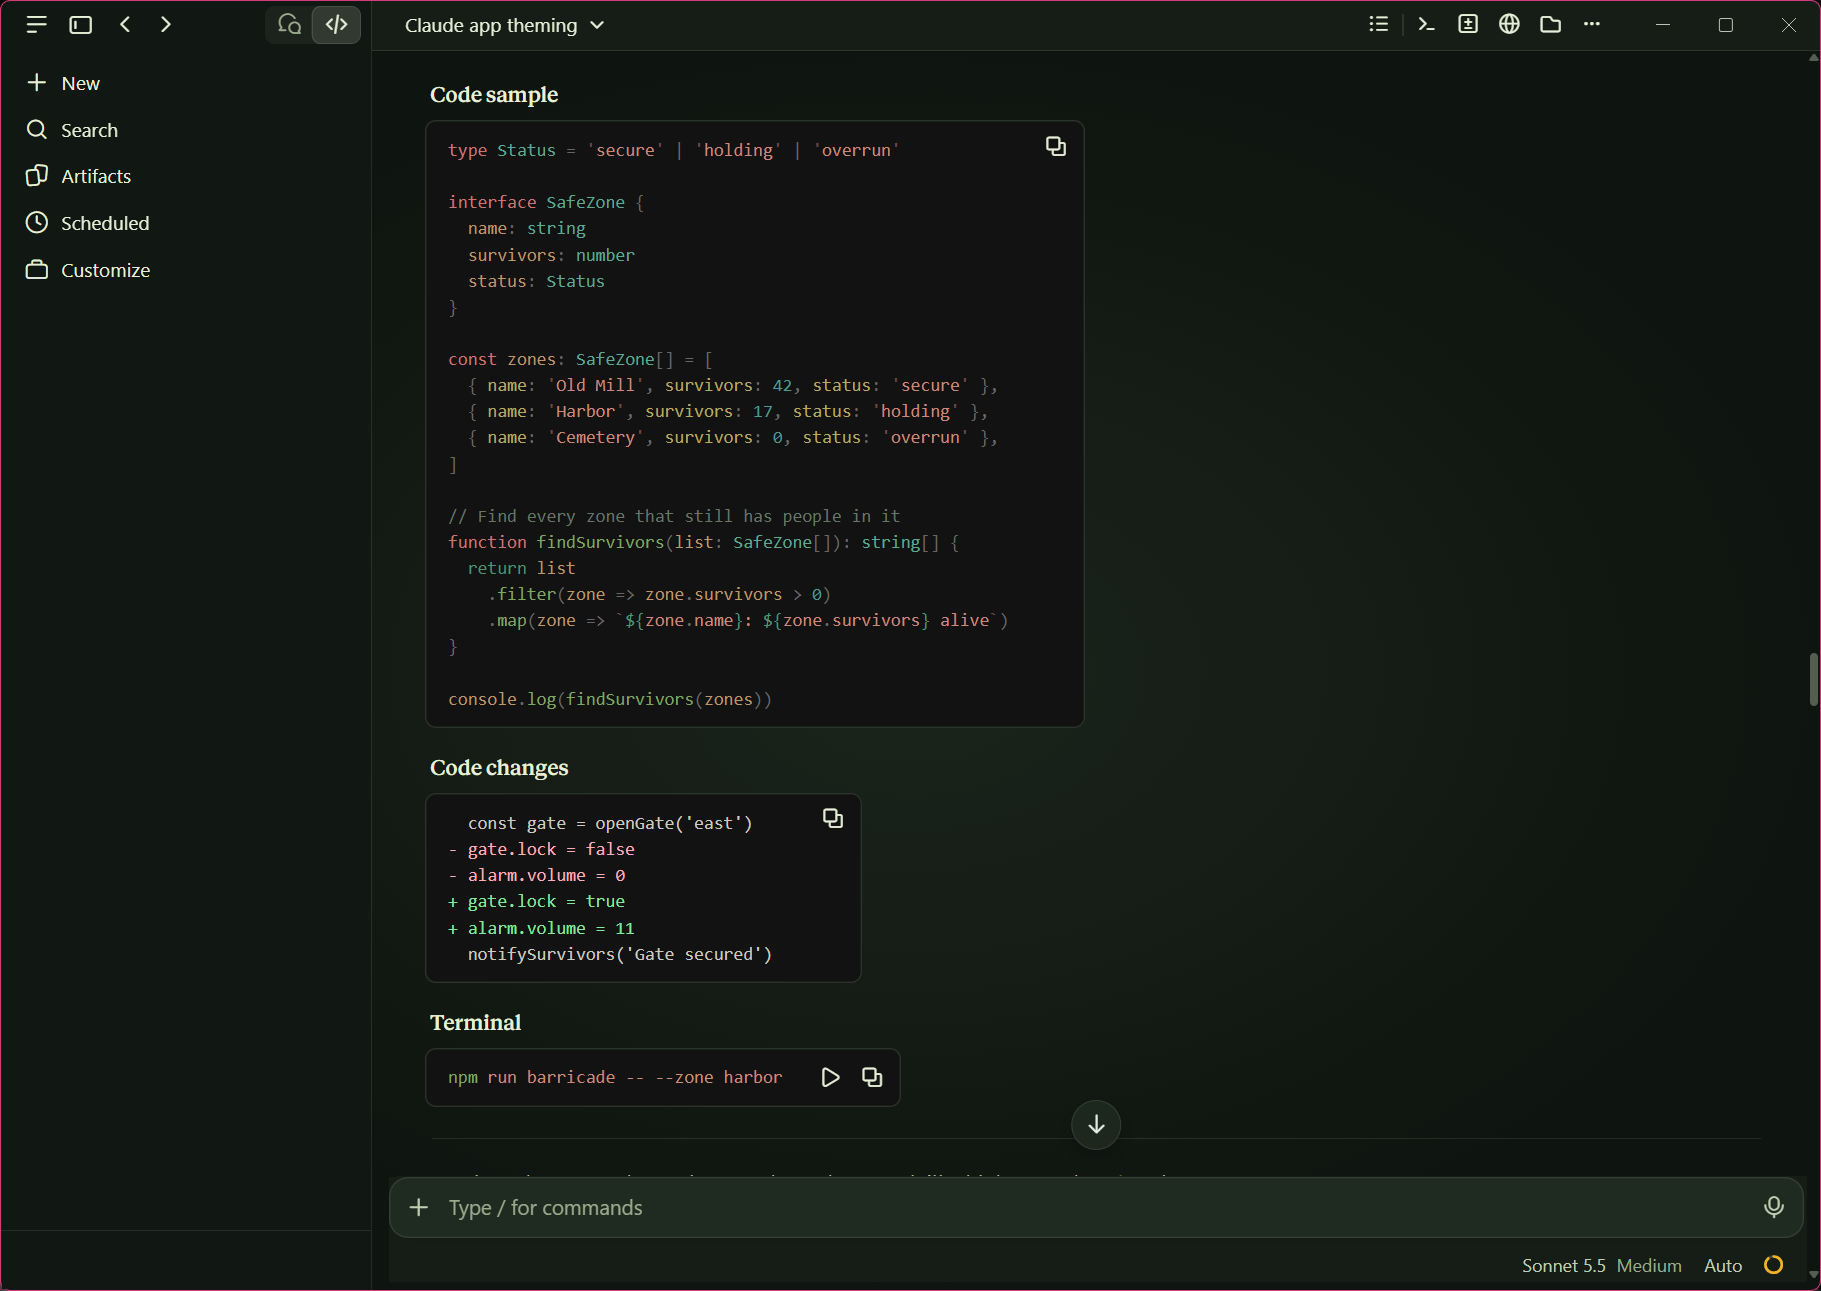 Claude app theming
New
Search
Artifacts
Scheduled
Customize
Code sample
type Status = 'secure' | 'holding' | 'overrun'
interface SafeZone {
  name: string
  survivors: number
  status: Status
}
const zones: SafeZone[] = [
  { name: 'Old Mill', survivors: 42, status: 'secure' },
  { name: 'Harbor', survivors: 17, status: 'holding' },
  { name: 'Cemetery', survivors: 0, status: 'overrun' },
]
// Find every zone that still has people in it
function findSurvivors(list: SafeZone[]): string[] {
  return list
    .filter(zone => zone.survivors > 0)
    .map(zone => `${zone.name}: ${zone.survivors} alive`)
}
console.log(findSurvivors(zones))
Code changes
  const gate = openGate('east')
- gate.lock = false
- alarm.volume = 0
+ gate.lock = true
+ alarm.volume = 11
  notifySurvivors('Gate secured')
Terminal
npm run barricade -- --zone harbor
Type / for commands
Sonnet 5.5 Medium Auto